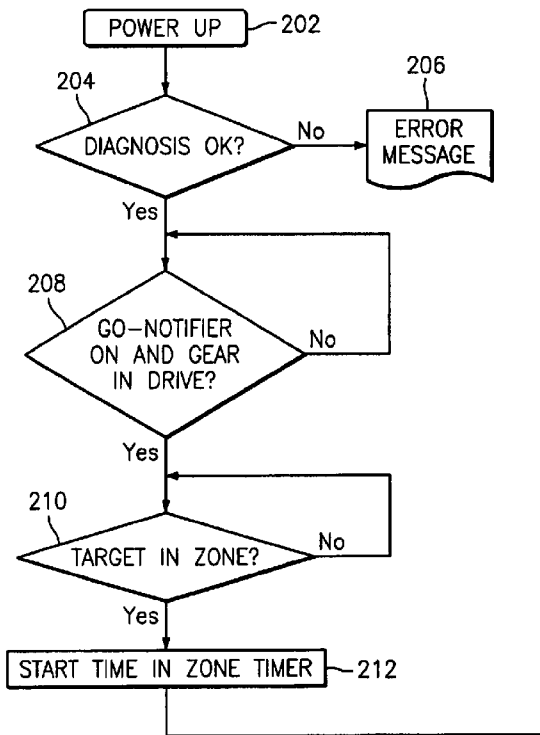 POWER UP
202
204
206
DIAGNOSIS OK?
No
ERROR
MESSAGE
Yes
208
GO-NOTIFIER
ON AND GEAR
IN DRIVE?
No
Yes
210
TARGET IN ZONE?
No
Yes
START TIME IN ZONE TIMER
212